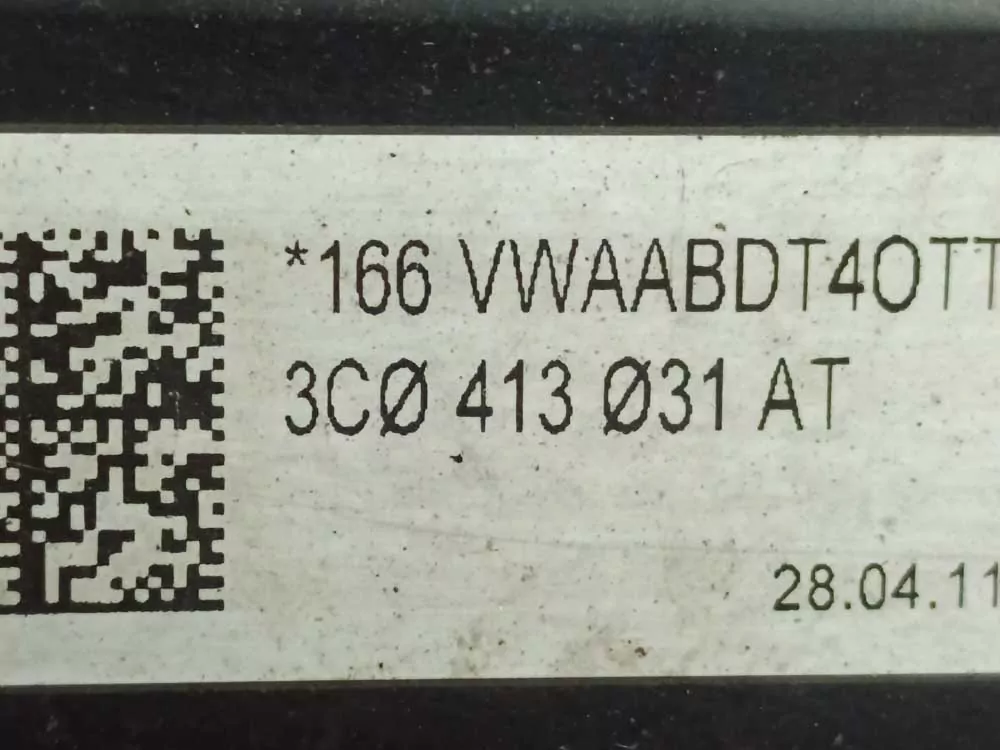 *166 VWAABDT4OTT
3CØ 413 Ø31 AT
28.04.11